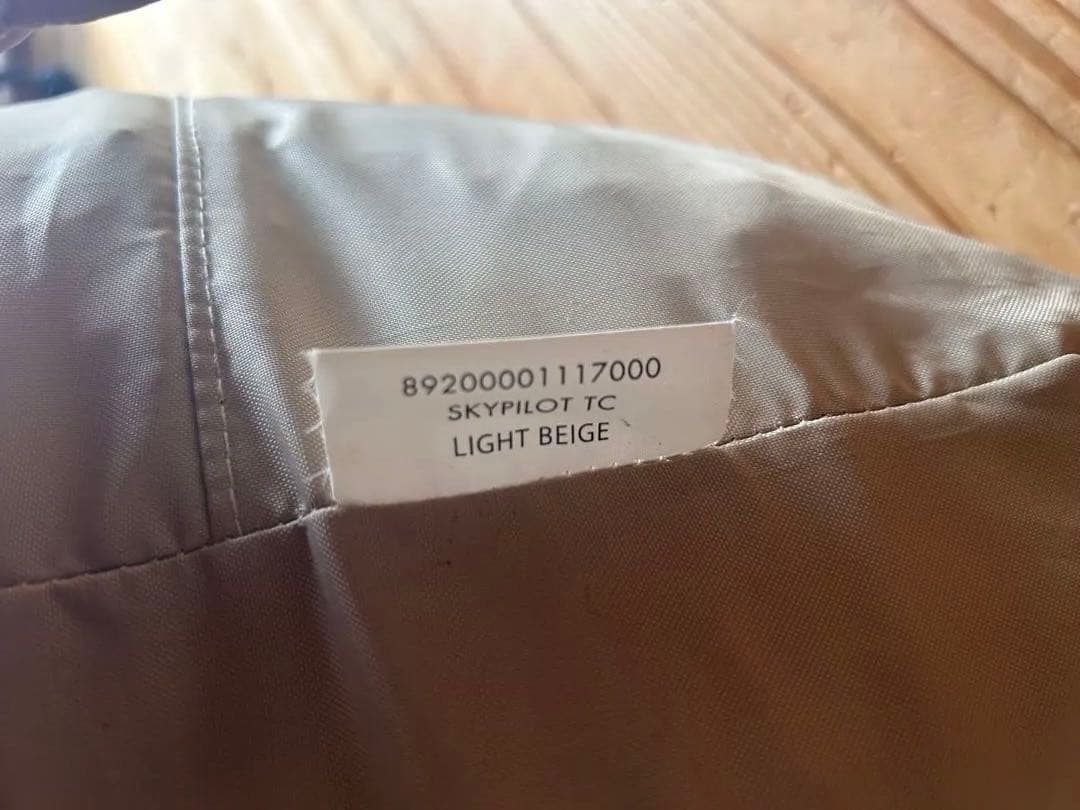 89200001117000
SKYPILOT TC
LIGHT BEIGE